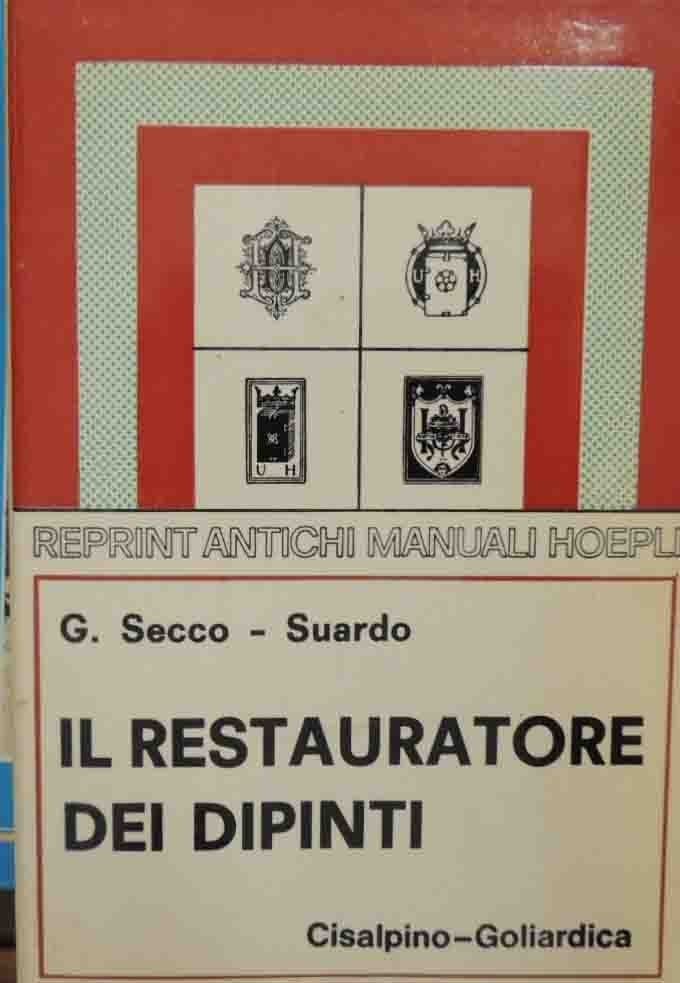 U H
U H
REPRINT ANTICHI MANUALI HOEPLI
G. Secco - Suardo
IL RESTAURATORE
DEI DIPINTI
Cisalpino-Goliardica